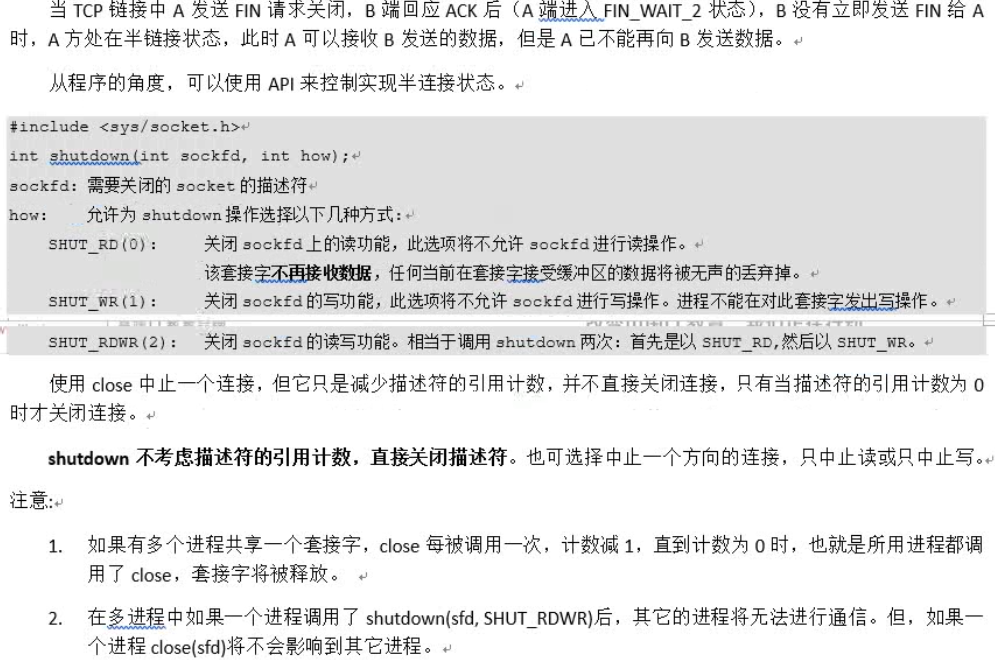 当 TCP 链接中 A 发送 FIN 请求关闭，B 端回应 ACK 后（A 端进入 FIN_WAIT_2 状态），B 没有立即发送 FIN 给 A
时，A 方处在半链接状态，此时 A 可以接收 B 发送的数据，但是 A 已不能再向 B 发送数据。
从程序的角度，可以使用 API 来控制实现半连接状态。
#include <sys/socket.h>
int shutdown(int sockfd, int how);
sockfd: 需要关闭的 socket 的描述符
how: 允许为 shutdown 操作选择以下几种方式:
SHUT_RD(0): 关闭 sockfd 上的读功能，此选项将不允许 sockfd 进行读操作。
该套接字不再接收数据，任何当前在套接字接受缓冲区的数据将被无声的丢弃掉。
SHUT_WR(1): 关闭 sockfd 的写功能，此选项将不允许 sockfd 进行写操作。进程不能在对此套接字发出写操作。
SHUT_RDWR(2): 关闭 sockfd 的读写功能。相当于调用 shutdown 两次：首先是以 SHUT_RD,然后以 SHUT_WR。
使用 close 中止一个连接，但它只是减少描述符的引用计数，并不直接关闭连接，只有当描述符的引用计数为 0
时才关闭连接。
shutdown 不考虑描述符的引用计数，直接关闭描述符。也可选择中止一个方向的连接，只中止读或只中止写。
注意:
1. 如果有多个进程共享一个套接字，close 每被调用一次，计数减 1，直到计数为 0 时，也就是所用进程都调
用了 close，套接字将被释放。
2. 在多进程中如果一个进程调用了 shutdown(sfd, SHUT_RDWR)后，其它的进程将无法进行通信。但，如果一
个进程 close(sfd)将不会影响到其它进程。